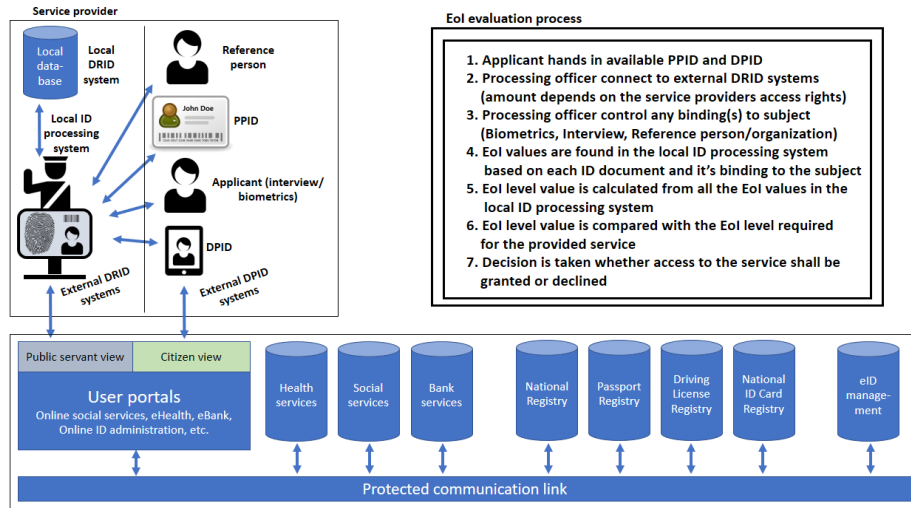 Service provider
Local
data-
base
Local
DRID
system
Reference
person
John Doe
PPID
Local ID
processing
system
Applicant (interview/
biometrics)
DPID
External DRID
systems
External DPID
systems
EoI evaluation process
1. Applicant hands in available PPID and DPID
2. Processing officer connect to external DRID systems
(amount depends on the service providers access rights)
3. Processing officer control any binding(s) to subject
(Biometrics, Interview, Reference person/organization)
4. EoI values are found in the local ID processing system
based on each ID document and it's binding to the subject
5. EoI level value is calculated from all the EoI values in the
local ID processing system
6. EoI level value is compared with the EoI level required
for the provided service
7. Decision is taken whether access to the service shall be
granted or declined
Public servant view
Citizen view
User portals
Online social services, eHealth, eBank,
Online ID administration, etc.
Health
services
Social
services
Bank
services
National
Registry
Passport
Registry
Driving
License
Registry
National
ID Card
Registry
eID
manage-
ment
Protected communication link